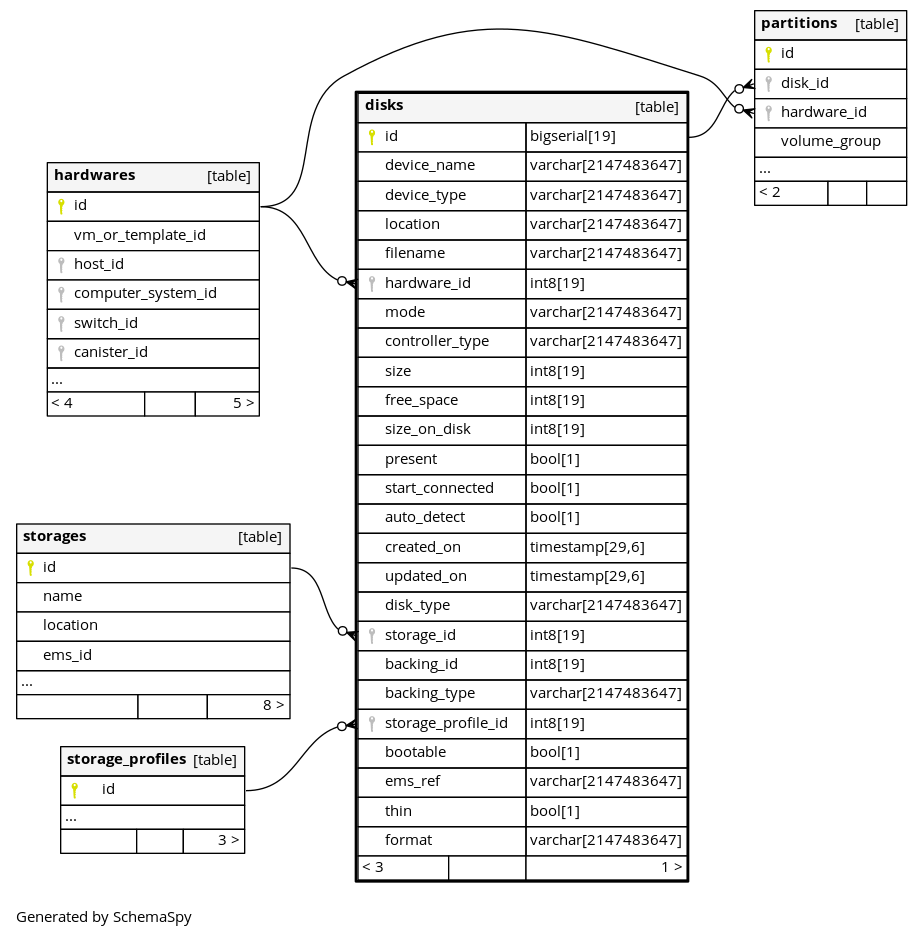 partitions [table]
id
disk_id
hardware_id
volume_group
...
< 2
disks [table]
id bigserial[19]
device_name varchar[2147483647]
device_type varchar[2147483647]
location varchar[2147483647]
filename varchar[2147483647]
hardware_id int8[19]
mode varchar[2147483647]
controller_type varchar[2147483647]
size int8[19]
free_space int8[19]
size_on_disk int8[19]
present bool[1]
start_connected bool[1]
auto_detect bool[1]
created_on timestamp[29,6]
updated_on timestamp[29,6]
disk_type varchar[2147483647]
storage_id int8[19]
backing_id int8[19]
backing_type varchar[2147483647]
storage_profile_id int8[19]
bootable bool[1]
ems_ref varchar[2147483647]
thin bool[1]
format varchar[2147483647]
< 3 1 >
hardwares [table]
id
vm_or_template_id
host_id
computer_system_id
switch_id
canister_id
...
< 4 5 >
storages [table]
id
name
location
ems_id
...
8 >
storage_profiles [table]
id
...
3 >
Generated by SchemaSpy